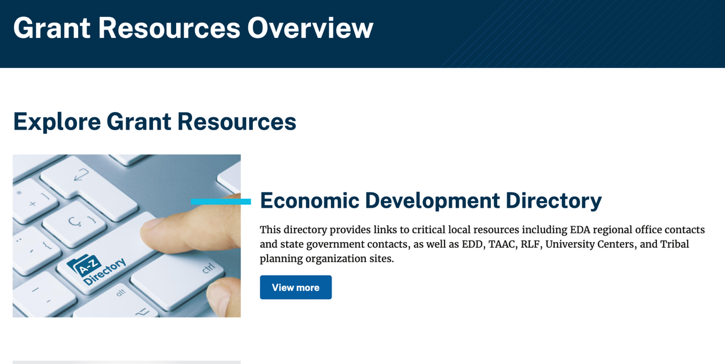 Grant Resources Overview
Explore Grant Resources
A-Z
Directory
alt
ctrl
Economic Development Directory
This directory provides links to critical local resources including EDA regional office contacts
and state government contacts, as well as EDD, TAAC, RLF, University Centers, and Tribal
planning organization sites.
View more